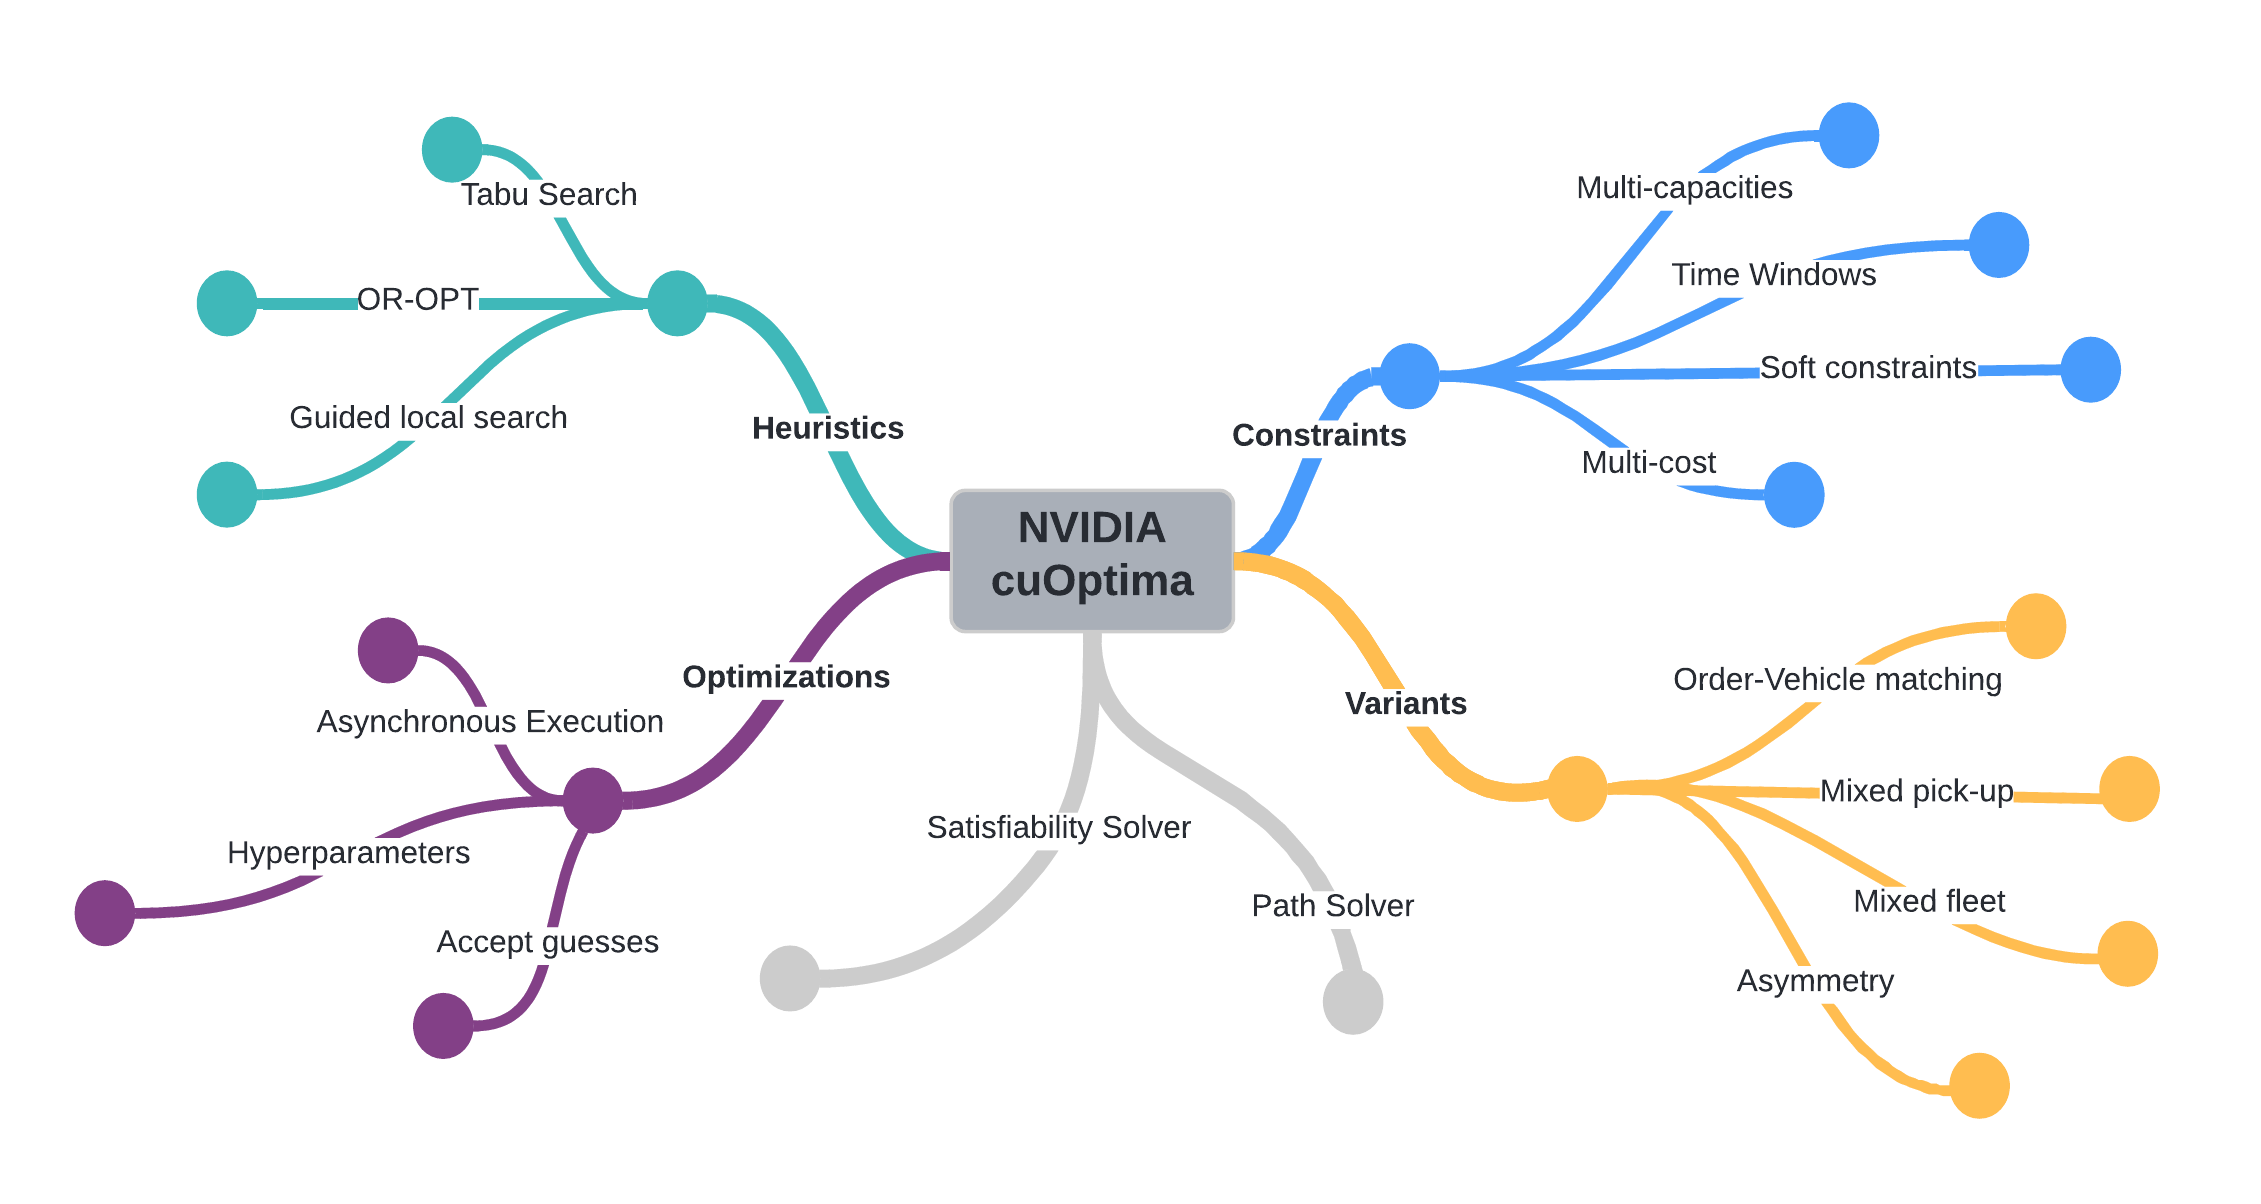 Tabu Search
OR-OPT
Guided local search
Heuristics
Multi-capacities
Time Windows
Soft constraints
Multi-cost
Constraints
NVIDIA
cuOptima
Optimizations
Asynchronous Execution
Hyperparameters
Accept guesses
Satisfiability Solver
Path Solver
Variants
Order-Vehicle matching
Mixed pick-up
Mixed fleet
Asymmetry